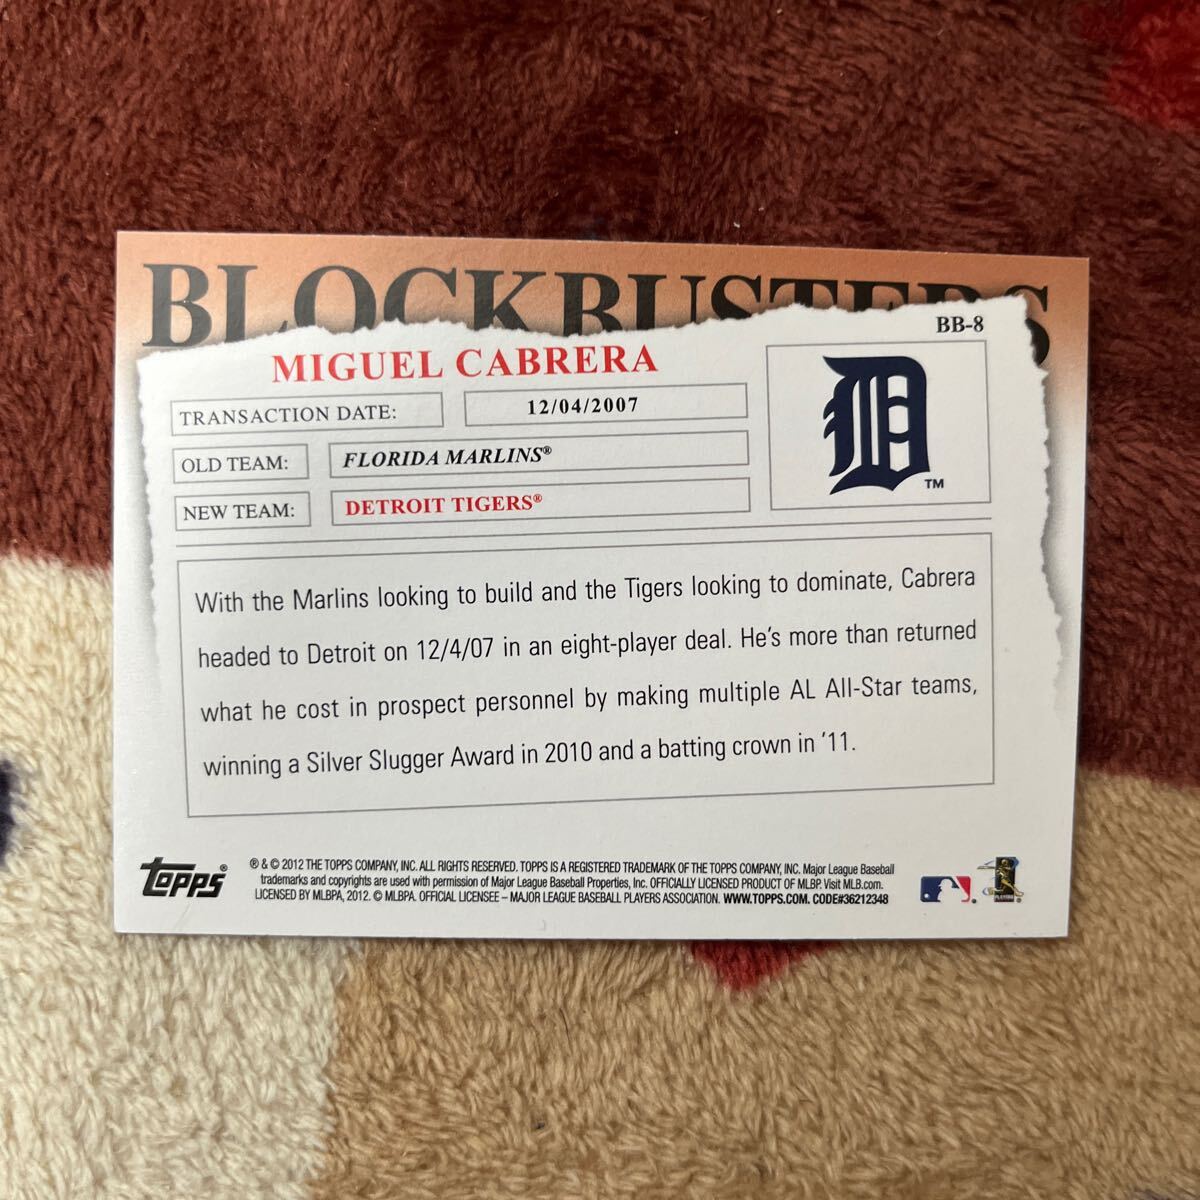 BLOCKBUSTERS
BB-8
MIGUEL CABRERA
TRANSACTION DATE: 12/04/2007
OLD TEAM: FLORIDA MARLINS®
NEW TEAM: DETROIT TIGERS®
D
TM
With the Marlins looking to build and the Tigers looking to dominate, Cabrera
headed to Detroit on 12/4/07 in an eight-player deal. He's more than returned
what he cost in prospect personnel by making multiple AL All-Star teams,
winning a Silver Slugger Award in 2010 and a batting crown in '11.
TOPPS®
® & © 2012 THE TOPPS COMPANY, INC. ALL RIGHTS RESERVED. TOPPS IS A REGISTERED TRADEMARK OF THE TOPPS COMPANY, INC. Major League Baseball
trademarks and copyrights are used with permission of Major League Baseball Properties, Inc. OFFICIALLY LICENSED PRODUCT OF MLBP. Visit MLB.com.
LICENSED BY MLBPA, 2012. © MLBPA. OFFICIAL LICENSEE – MAJOR LEAGUE BASEBALL PLAYERS ASSOCIATION. WWW.TOPPS.COM. CODE#36212348
PLAYERS